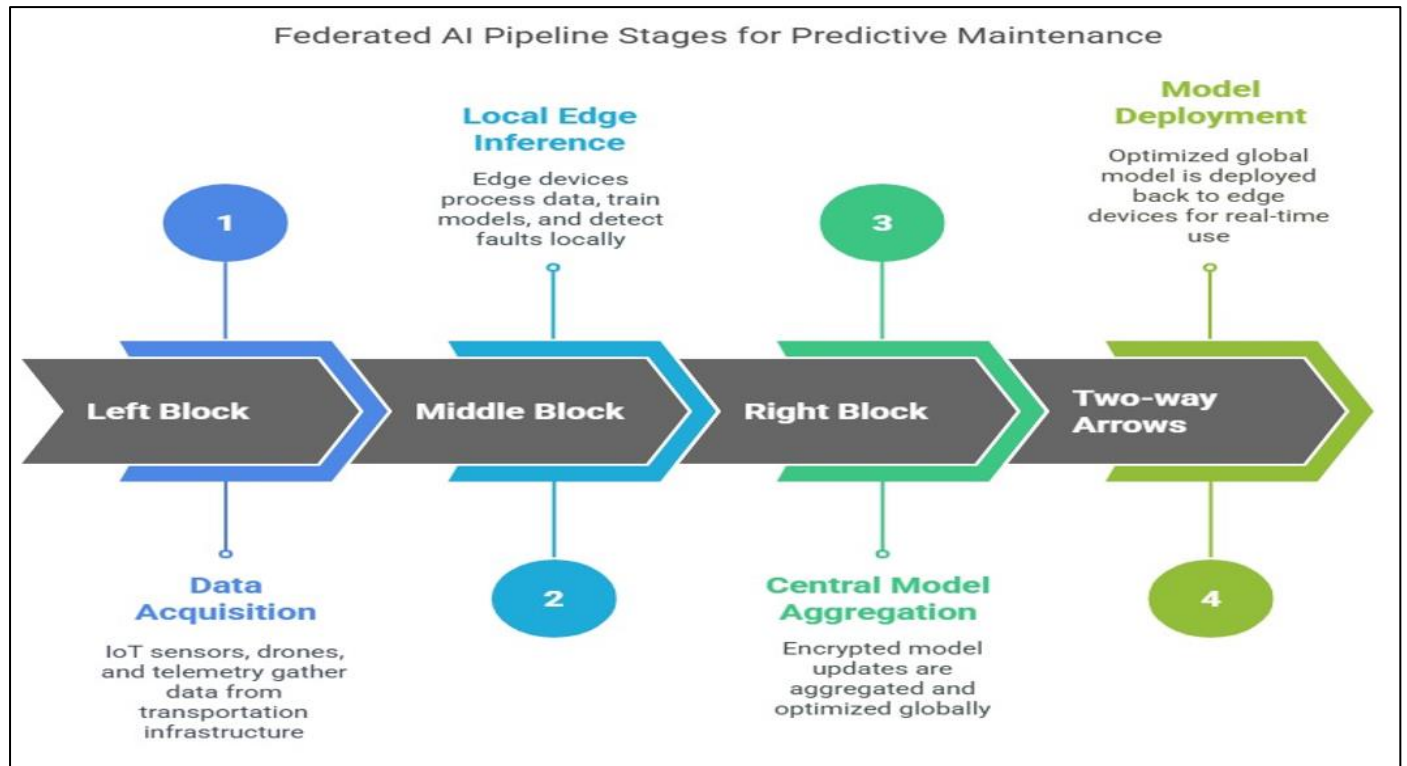 Federated AI Pipeline Stages for Predictive Maintenance
1
Left Block
Data
Acquisition
IoT sensors, drones,
and telemetry gather
data from
transportation
infrastructure
Local Edge
Inference
Edge devices
process data, train
models, and detect
faults locally
Middle Block
2
3
Right Block
Central Model
Aggregation
Encrypted model
updates are
aggregated and
optimized globally
Model
Deployment
Optimized global
model is deployed
back to edge
devices for real-time
use
Two-way
Arrows
4